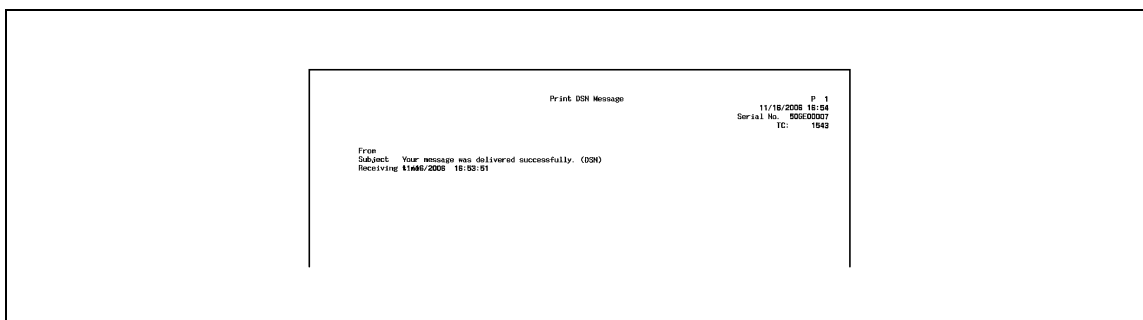 Print DSN Message
P 1
11/16/2006 16:54
Serial No. 50GE00007
TC: 1543
From
Subject Your message was delivered successfully. (DSN)
Receiving 16:53:51